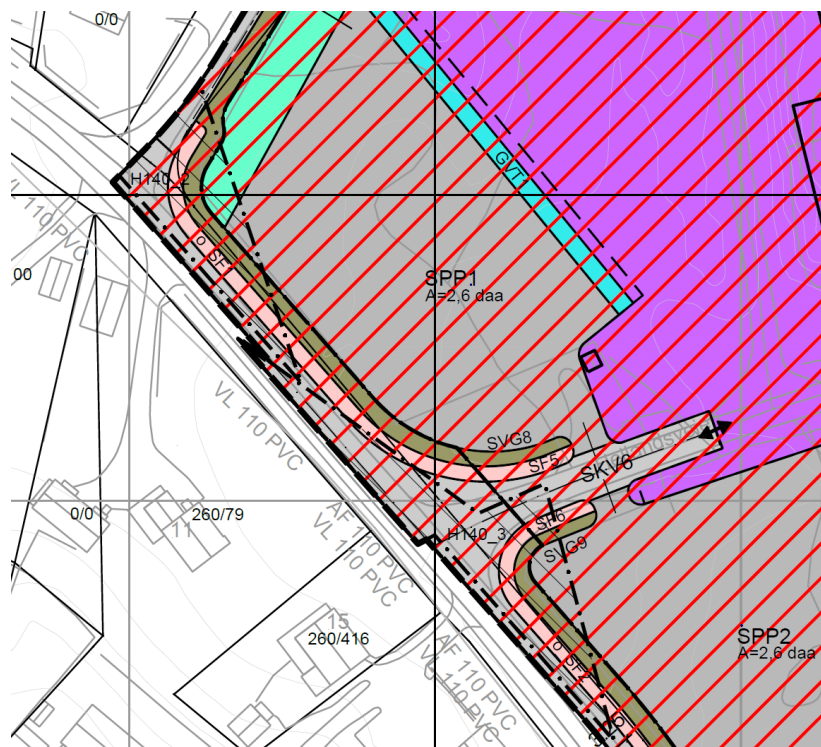 0/0
GVT
H140_2
VL 110 PVC
00
o_SF
SPP1
A=2,6 daa
VL 110 PVC
SVG8
SF5
SKV6
0/0
260/79
11
AF 110 PVC
VL 110 PVC
H140_3
SF6
SVG9
15
260/416
SPP2
A=2,6 daa
o_SF2
AF 110 PVC
VL 110 PVC